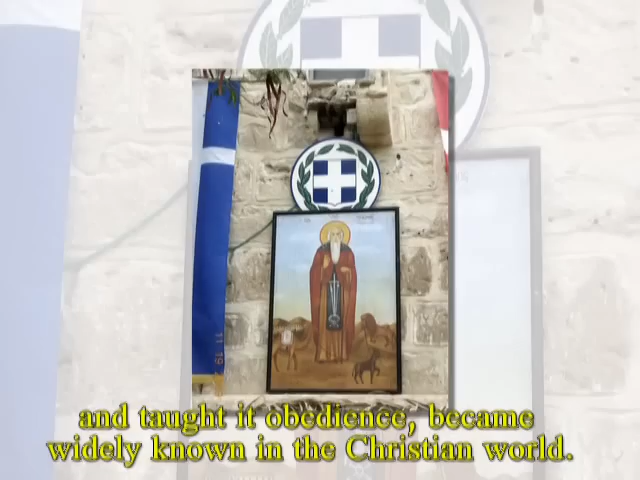 and taught it obedience, became
widely known in the Christian world.